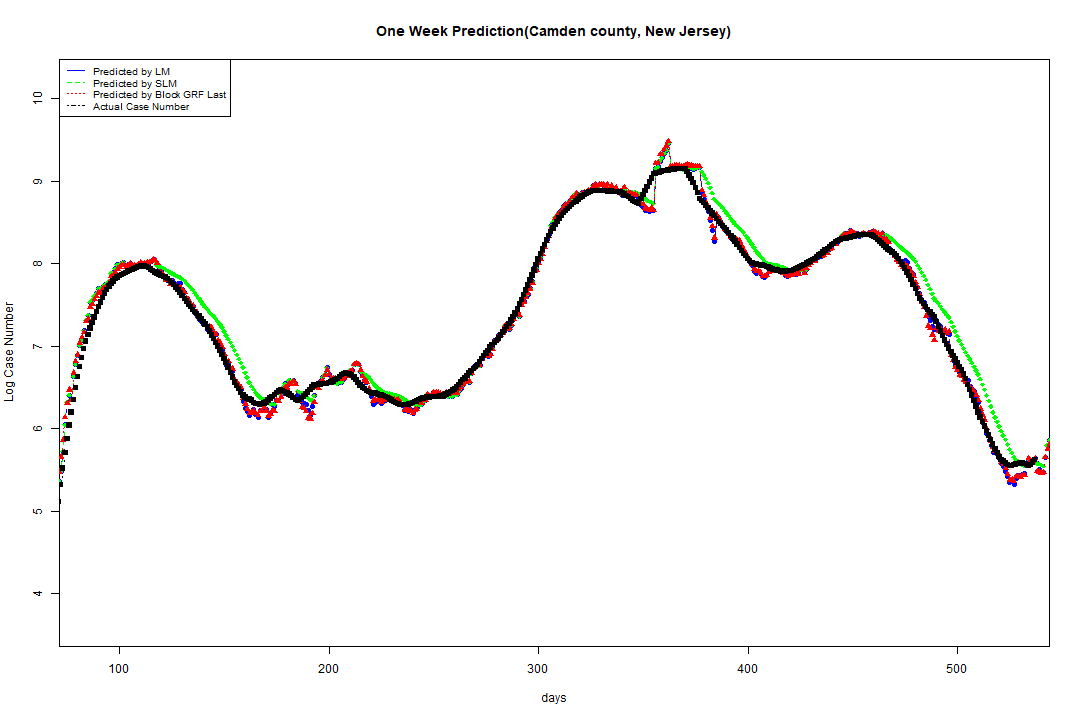 One Week Prediction(Camden county, New Jersey)
Predicted by LM
Predicted by SLM
Predicted by Block GRF Last
Actual Case Number
10
9
8
7
6
5
4
Log Case Number
100 200 300 400 500
days